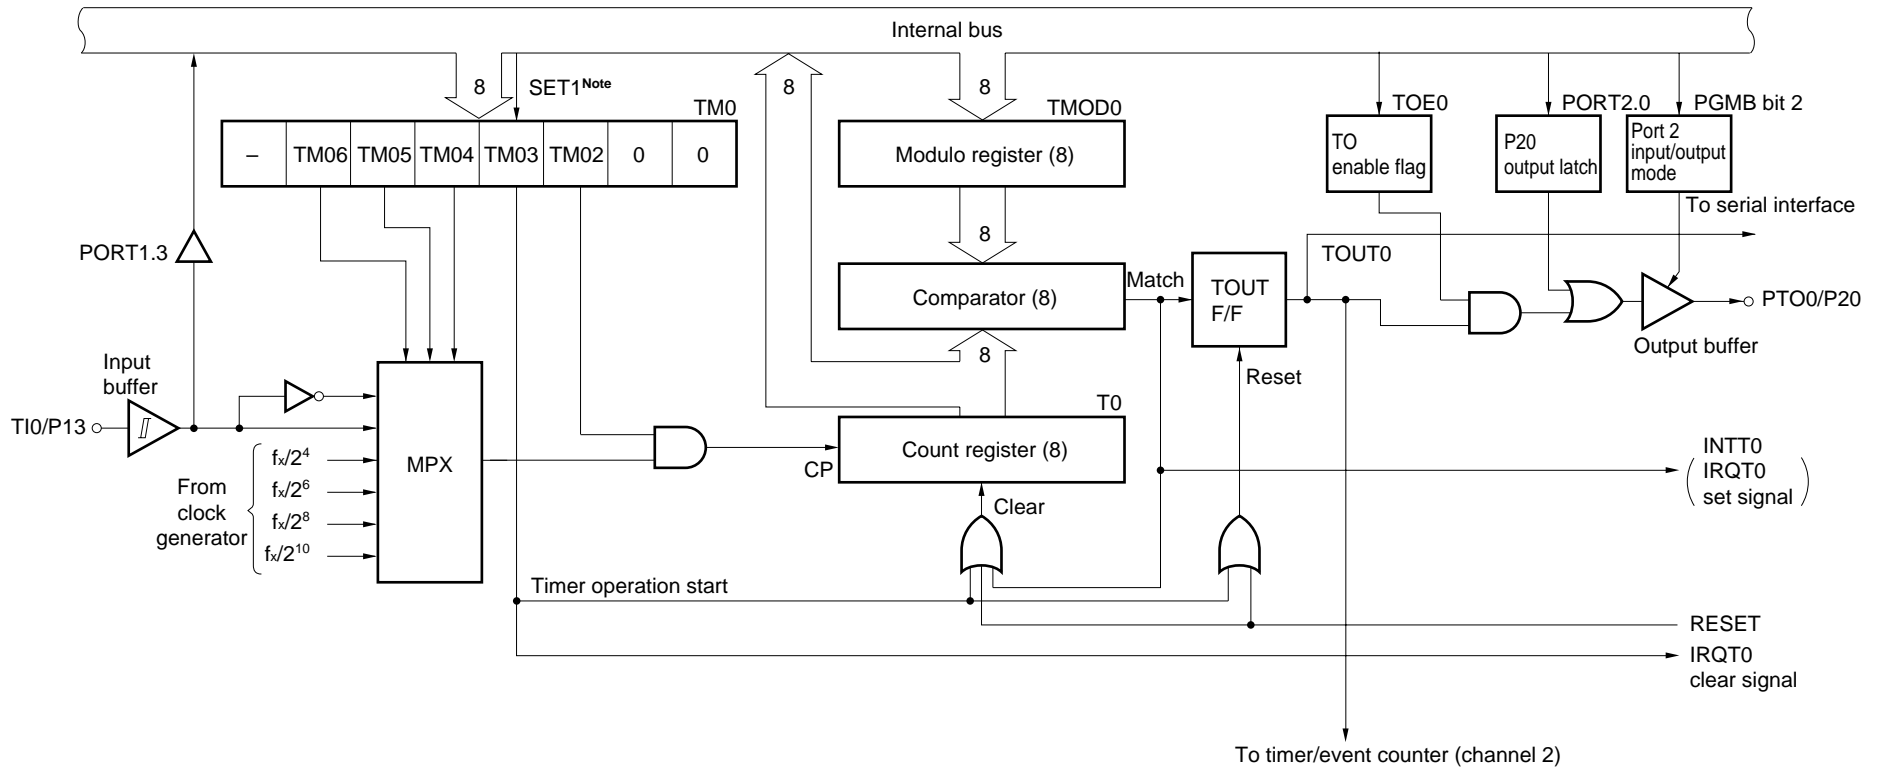 Internal bus
8
SET1Note
TM0
8
8
TMOD0
TOE0
PORT2.0
PGMB bit 2
– TM06 TM05 TM04 TM03 TM02 0 0
Modulo register (8)
TO
enable flag
P20
output latch
Port 2
input/output
mode
To serial interface
PORT1.3
8
TOUT0
Comparator (8)
Match
TOUT
F/F
PTO0/P20
Output buffer
8
Reset
Input
buffer
TI0/P13
T0
Count register (8)
CP
Clear
MPX
From
clock
generator
fx/2⁴
fx/2⁶
fx/2⁸
fx/2¹⁰
INTT0
IRQT0
set signal
Timer operation start
RESET
IRQT0
clear signal
To timer/event counter (channel 2)